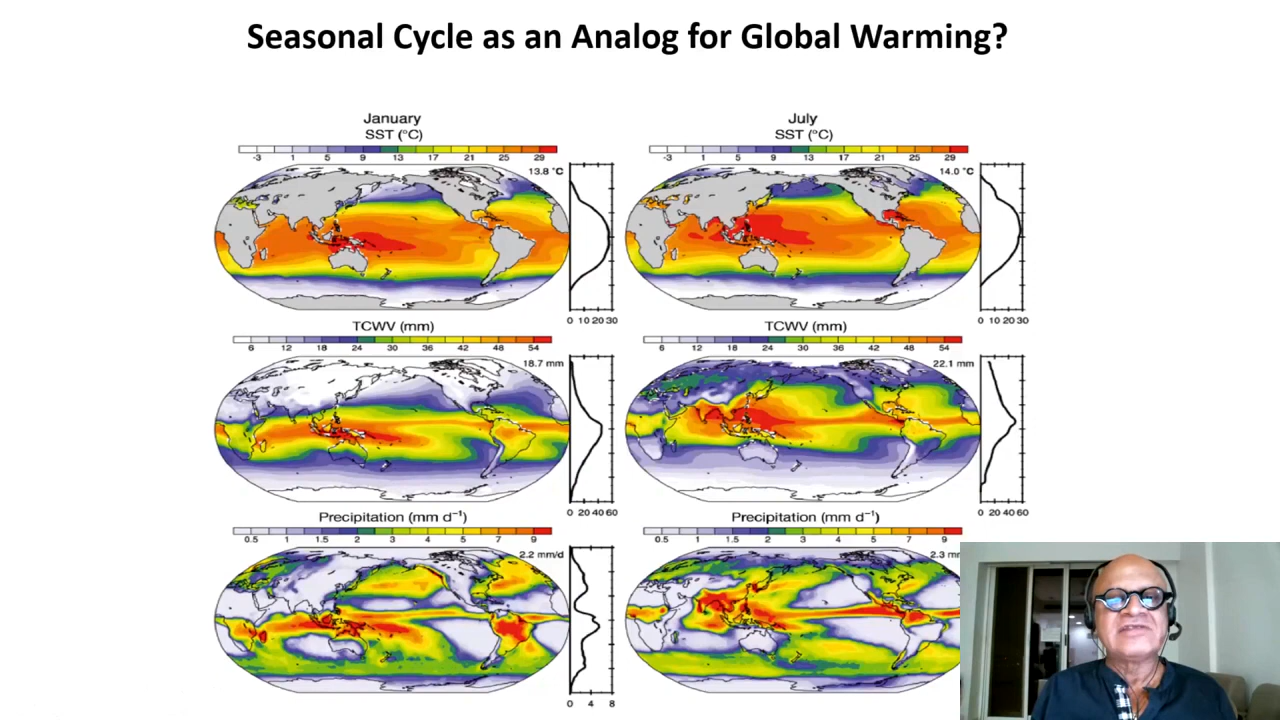 Seasonal Cycle as an Analog for Global Warming?
January
SST (°C)
-3 1 5 9 13 17 21 25 29
13.8 °C
0 10 20 30
July
SST (°C)
-3 1 5 9 13 17 21 25 29
14.0 °C
0 10 20 30
TCWV (mm)
6 12 18 24 30 36 42 48 54
18.7 mm
0 20 40 60
TCWV (mm)
6 12 18 24 30 36 42 48 54
22.1 mm
0 20 40 60
Precipitation (mm d⁻¹)
0.5 1 1.5 2 3 4 5 7 9
2.2 mm/d
0 4 8
Precipitation (mm d⁻¹)
0.5 1 1.5 2 3 4 5 7 9
2.3 mm